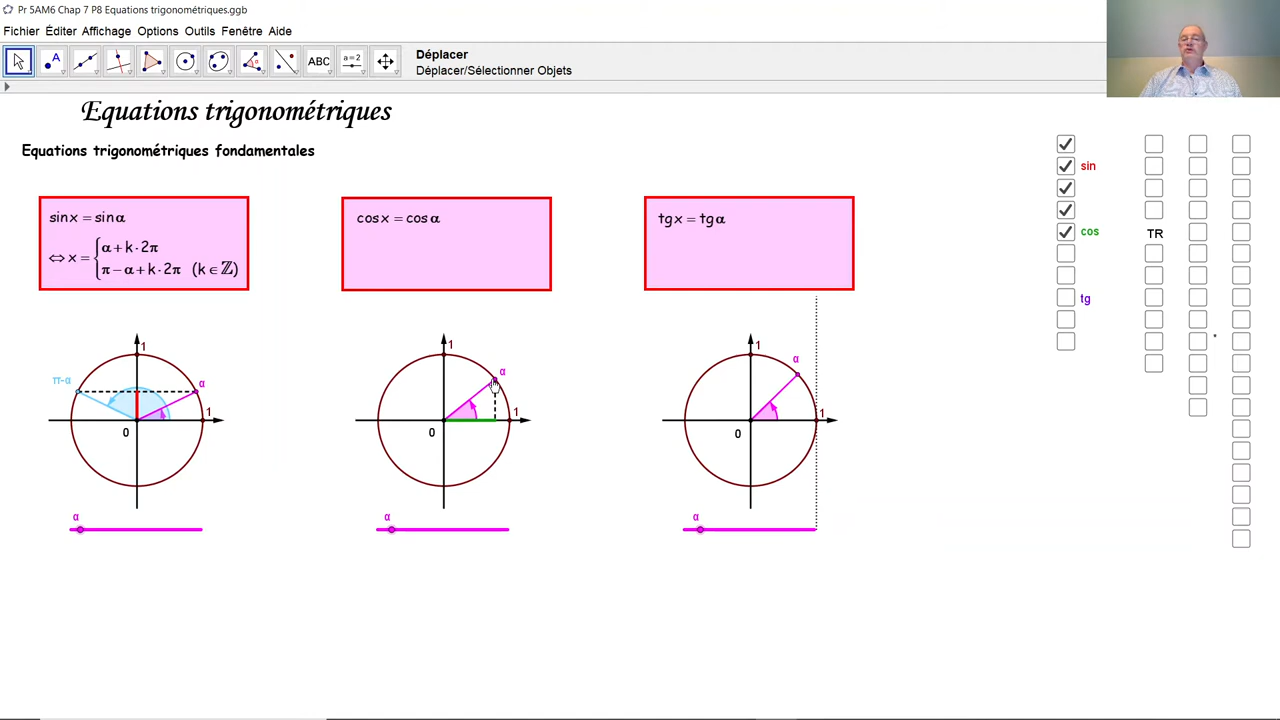 Pr 5AM6 Chap 7 P8 Equations trigonométriques.ggb
Fichier Éditer Affichage Options Outils Fenêtre Aide
A
α
ABC
a=2
Déplacer
Déplacer/Sélectionner Objets
Equations trigonométriques
Equations trigonométriques fondamentales
sin x = sin α
⇔ x = { α + k · 2π
π − α + k · 2π (k ∈ ℤ)
cos x = cos α
tg x = tg α
sin
cos
TR
tg
1
π-α
α
1
0
α
1
α
1
0
α
1
α
1
0
α